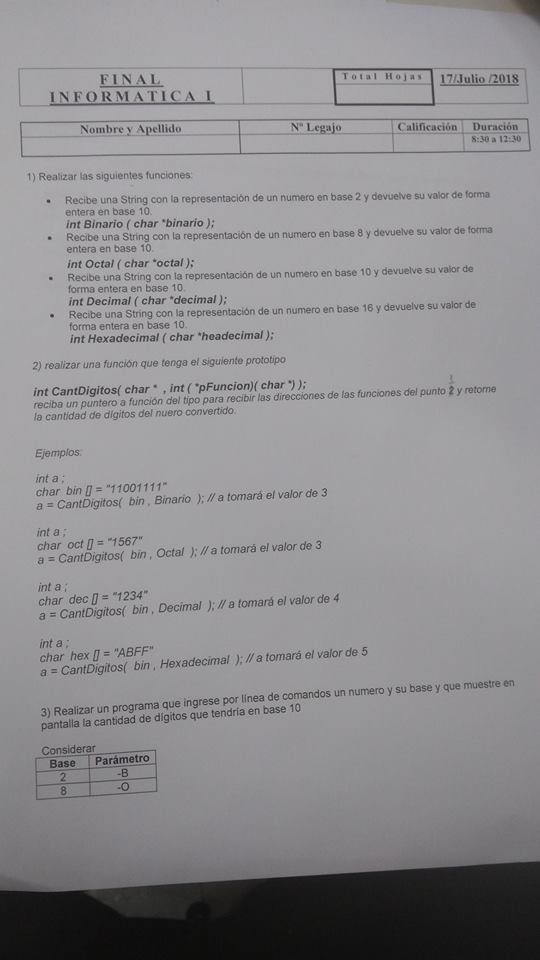 FINAL
INFORMATICA I
Total Hojas
17/Julio /2018
Nombre y Apellido
Nº Legajo
Calificación
Duración
8:30 a 12:30
1) Realizar las siguientes funciones:
• Recibe una String con la representación de un numero en base 2 y devuelve su valor de forma
entera en base 10.
int Binario ( char *binario );
• Recibe una String con la representación de un numero en base 8 y devuelve su valor de forma
entera en base 10.
int Octal ( char *octal );
• Recibe una String con la representación de un numero en base 10 y devuelve su valor de
forma entera en base 10.
int Decimal ( char *decimal );
• Recibe una String con la representación de un numero en base 16 y devuelve su valor de
forma entera en base 10.
int Hexadecimal ( char *headecimal );
2) realizar una función que tenga el siguiente prototipo
int CantDigitos( char * , int ( *pFuncion)( char *) );
reciba un puntero a función del tipo para recibir las direcciones de las funciones del punto 2 y retorne
la cantidad de dígitos del nuero convertido.
Ejemplos:
int a ;
char bin [] = "11001111"
a = CantDigitos( bin , Binario ); // a tomará el valor de 3
int a ;
char oct [] = "1567"
a = CantDigitos( bin , Octal ); // a tomará el valor de 3
int a ;
char dec [] = "1234"
a = CantDigitos( bin , Decimal ); // a tomará el valor de 4
int a ;
char hex [] = "ABFF"
a = CantDigitos( bin , Hexadecimal ); // a tomará el valor de 5
3) Realizar un programa que ingrese por línea de comandos un numero y su base y que muestre en
pantalla la cantidad de dígitos que tendría en base 10
Considerar
Base Parámetro
2 -B
8 -O